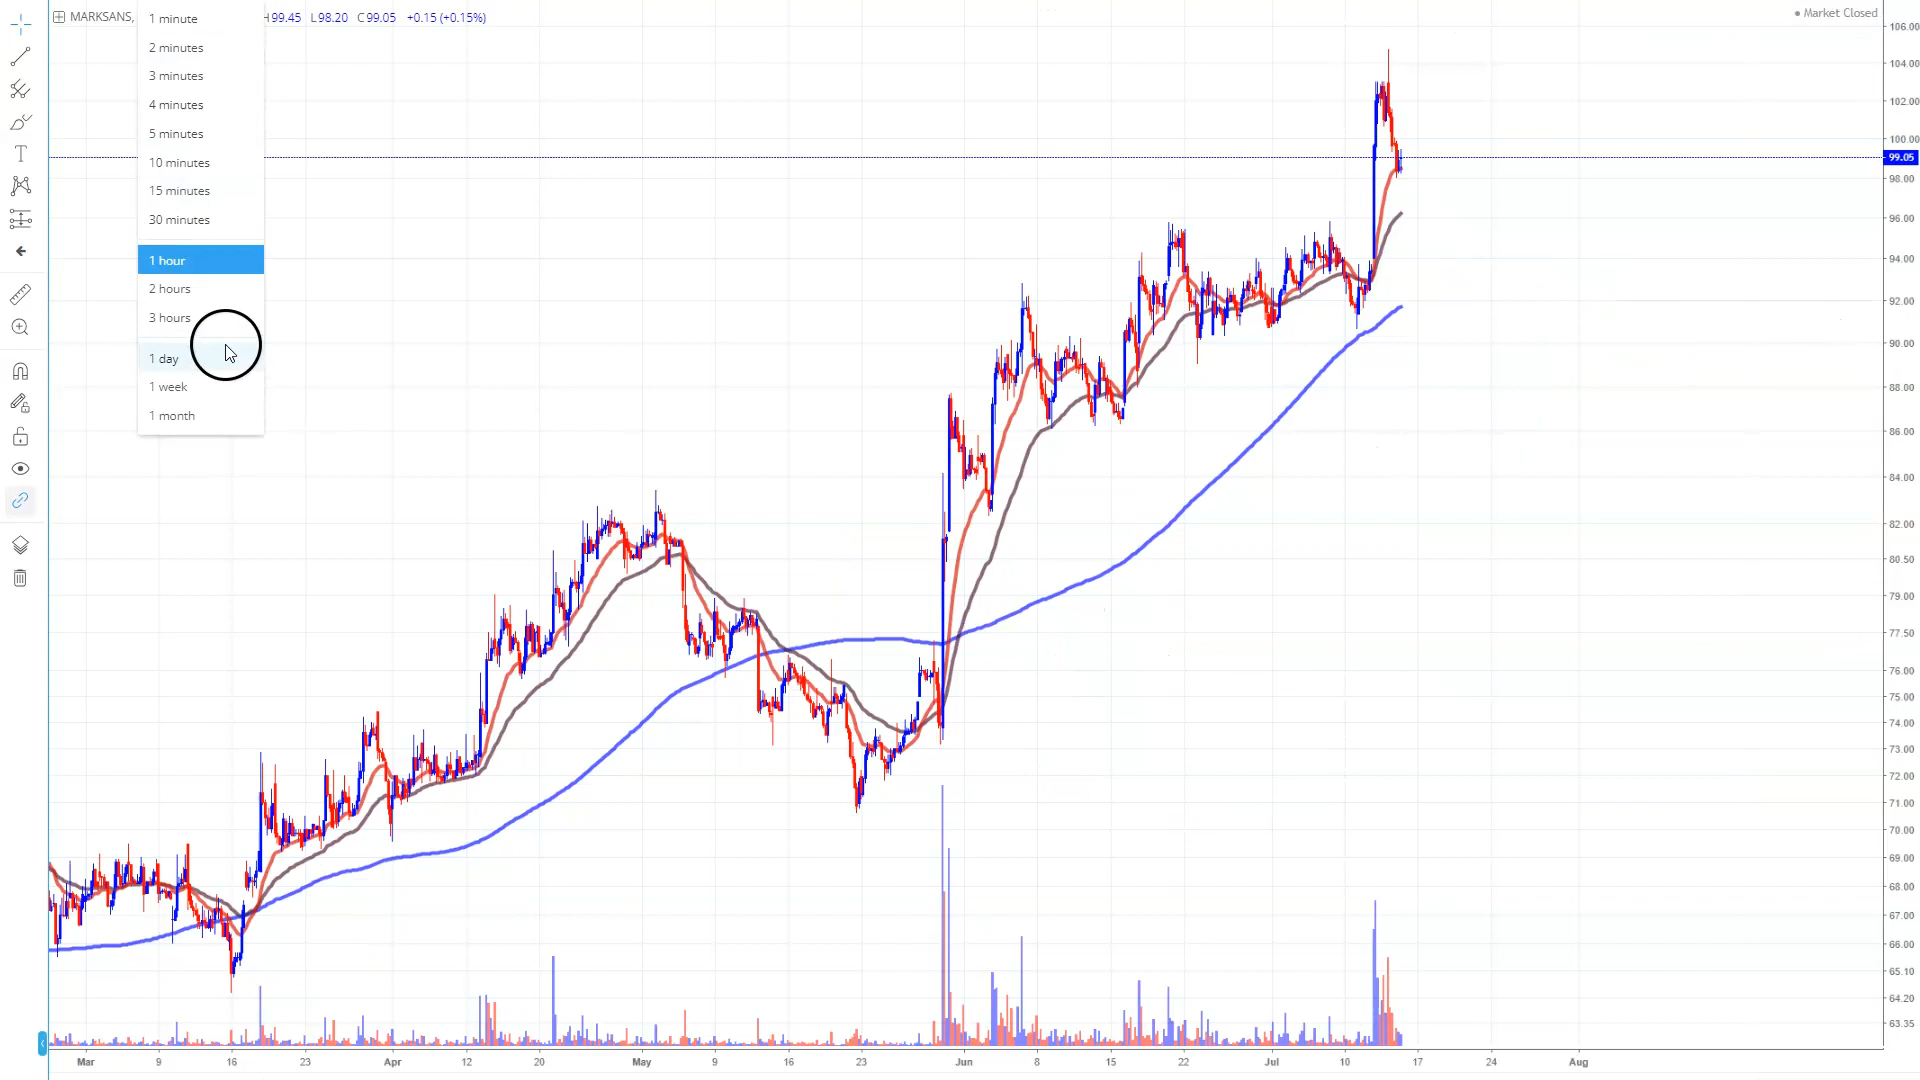 MARKSANS, H99.45 L98.20 C99.05 +0.15 (+0.15%)
● Market Closed
1 minute
2 minutes
3 minutes
4 minutes
5 minutes
10 minutes
15 minutes
30 minutes
1 hour
2 hours
3 hours
1 day
1 week
1 month
T
106.00
104.00
102.00
100.00
99.05
98.00
96.00
94.00
92.00
90.00
88.00
86.00
84.00
82.00
80.50
79.00
77.50
76.00
75.00
74.00
73.00
72.00
71.00
70.00
69.00
68.00
67.00
66.00
65.10
64.20
63.35
Mar 9 16 23 Apr 12 20 May 9 16 23 Jun 8 15 22 Jul 10 17 24 Aug